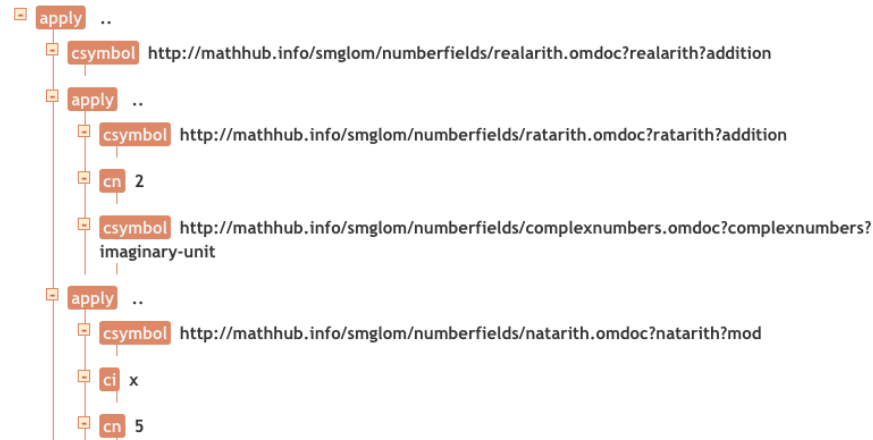 apply ..
csymbol http://mathhub.info/smglom/numberfields/realarith.omdoc?realarith?addition
apply ..
csymbol http://mathhub.info/smglom/numberfields/ratarith.omdoc?ratarith?addition
cn 2
csymbol http://mathhub.info/smglom/numberfields/complexnumbers.omdoc?complexnumbers?
imaginary-unit
apply ..
csymbol http://mathhub.info/smglom/numberfields/natarith.omdoc?natarith?mod
ci x
cn 5